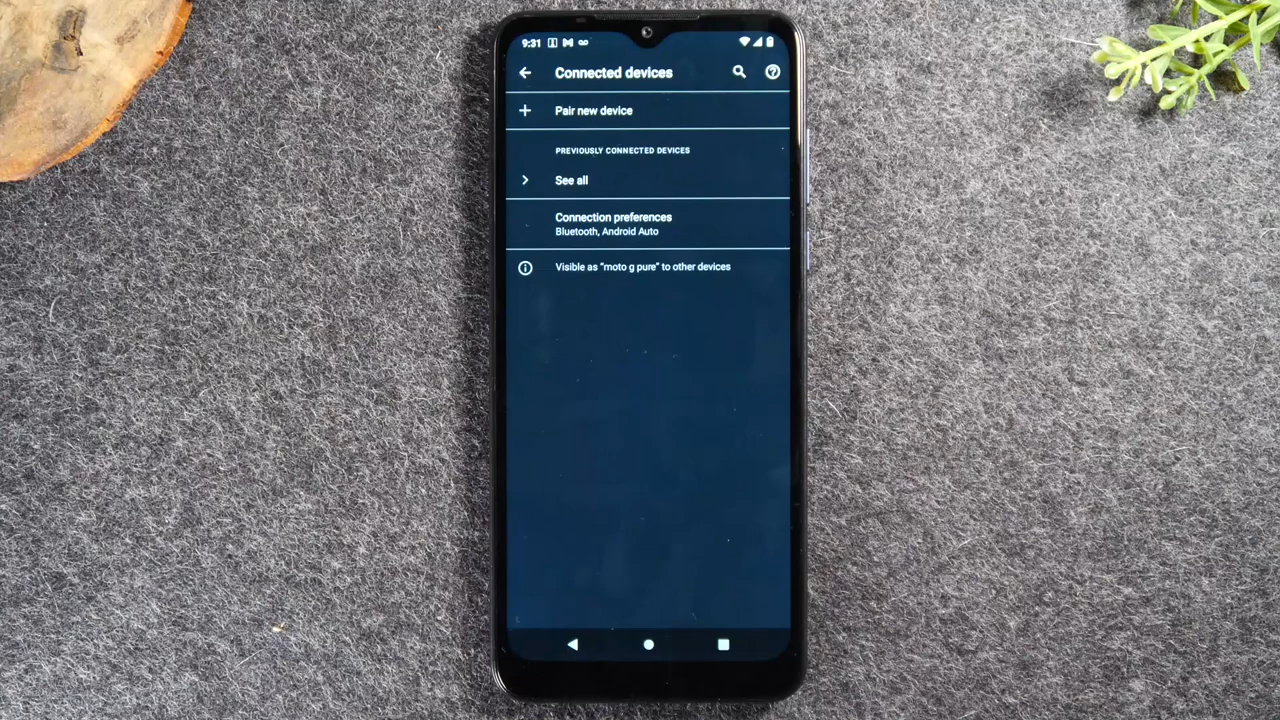 9:31
Connected devices
Pair new device
PREVIOUSLY CONNECTED DEVICES
See all
Connection preferences
Bluetooth, Android Auto
Visible as “moto g pure” to other devices